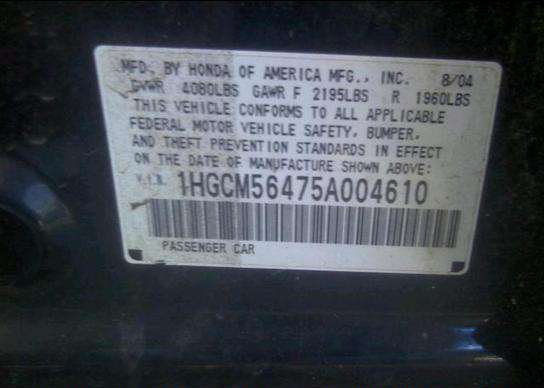 MFD. BY HONDA OF AMERICA MFG., INC. 8/04
GVWR 4080LBS GAWR F 2195LBS R 1960LBS
THIS VEHICLE CONFORMS TO ALL APPLICABLE
FEDERAL MOTOR VEHICLE SAFETY, BUMPER,
AND THEFT PREVENTION STANDARDS IN EFFECT
ON THE DATE OF MANUFACTURE SHOWN ABOVE:
V.I.N. 1HGCM56475A004610
PASSENGER CAR